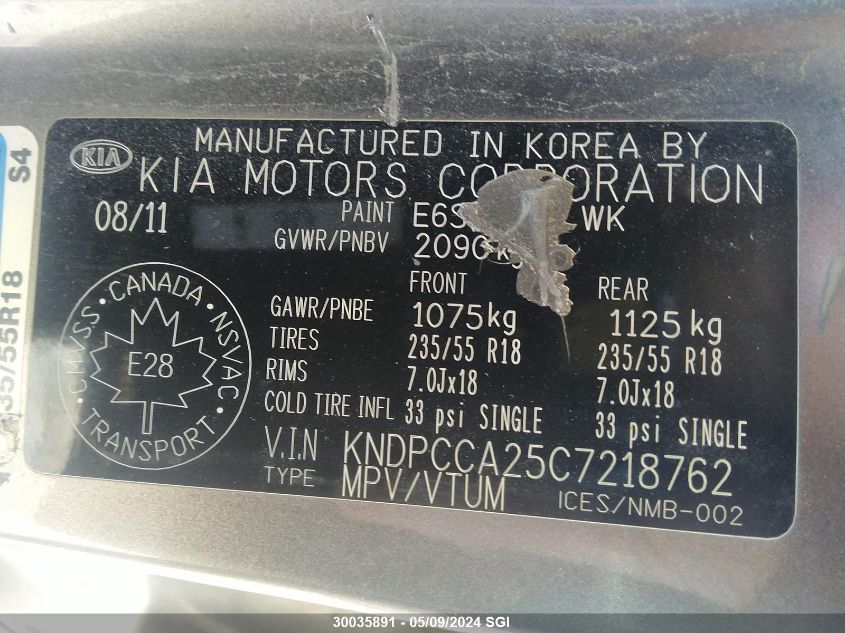 KIA
MANUFACTURED IN KOREA BY
KIA MOTORS CORPORATION
08/11
PAINT WK
GVWR/PNBV 2090kg
FRONT REAR
GAWR/PNBE 1075kg 1125kg
TIRES 235/55 R18 235/55 R18
RIMS 7.0Jx18 7.0Jx18
COLD TIRE INFL 33 psi SINGLE 33 psi SINGLE
V.I.N KNDPCCA25C7218762
TYPE MPV/VTUM
ICES/NMB-002
CANADA
CMVSS E28 NSVAC
TRANSPORT
35/55R18 S4
30035891 - 05/09/2024 SGI